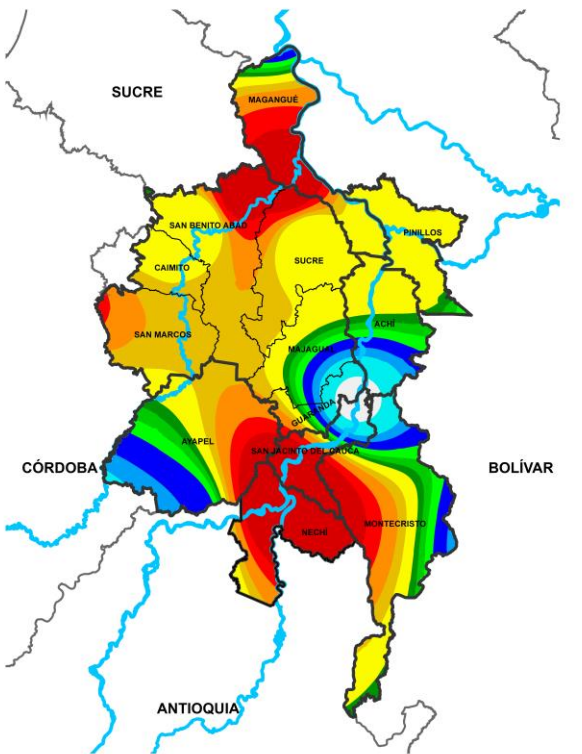 SUCRE
MAGANGUÉ
SAN BENITO ABAD
PINILLOS
CAIMITO
SUCRE
SAN MARCOS
ACHÍ
MAJAGUAL
GUARANDA
AYAPEL
SAN JACINTO DEL CAUCA
CÓRDOBA
BOLÍVAR
MONTECRISTO
NECHÍ
ANTIOQUIA